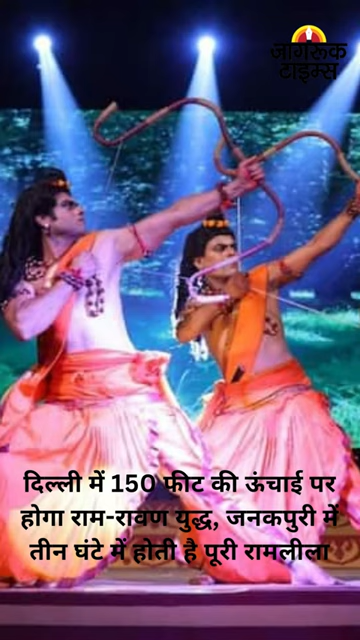 जागरूक
टाइम्स
दिल्ली में 150 फीट की ऊंचाई पर
होगा राम-रावण युद्ध, जनकपुरी में
तीन घंटे में होती है पूरी रामलीला